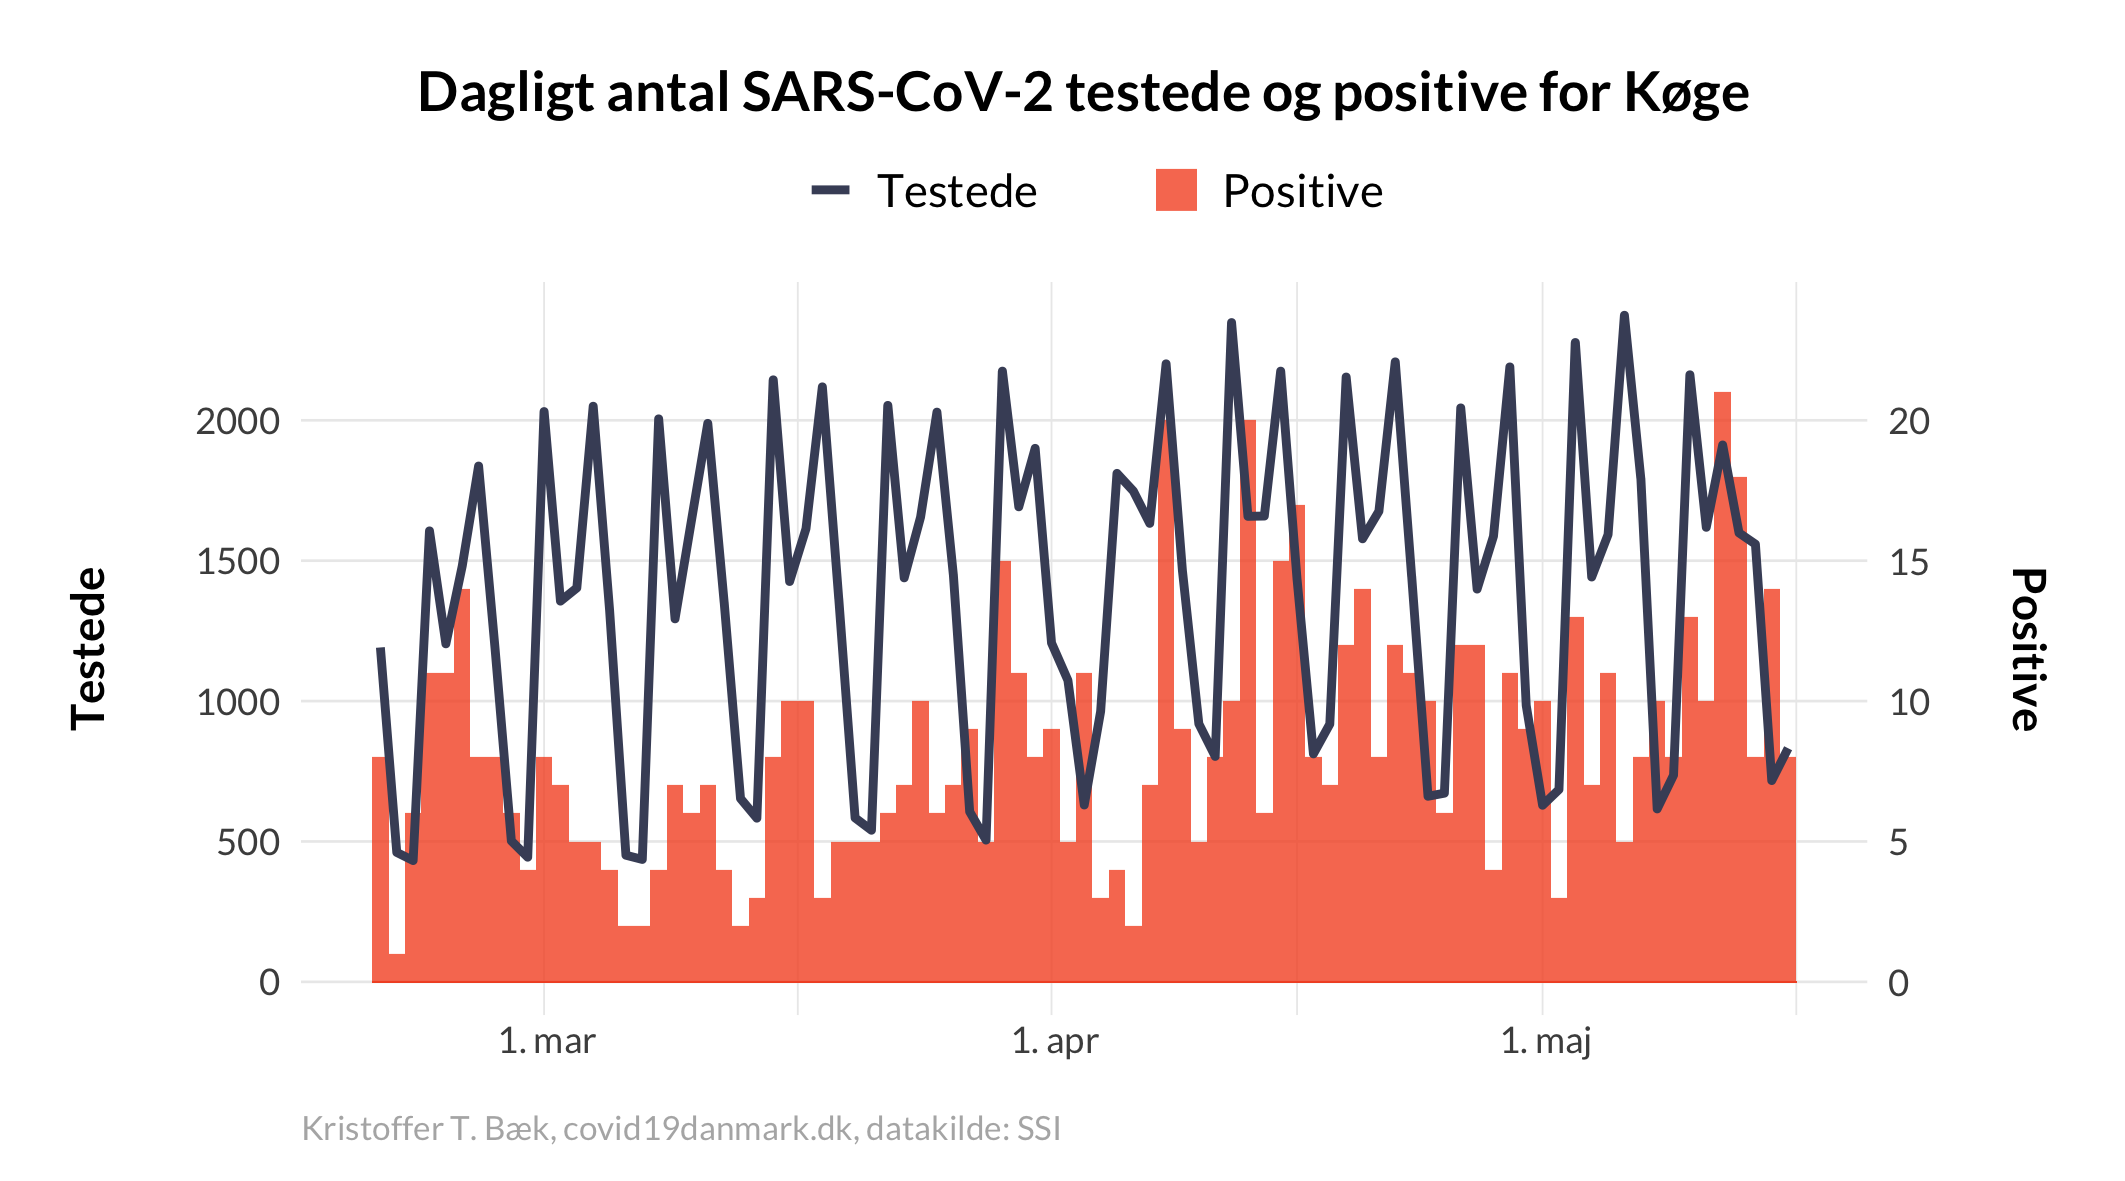 Dagligt antal SARS-CoV-2 testede og positive for Køge
Testede
Positive
Testede
2000
1500
1000
500
0
20
15
10
5
0
Positive
1. mar
1. apr
1. maj
Kristoffer T. Bæk, covid19danmark.dk, datakilde: SSI